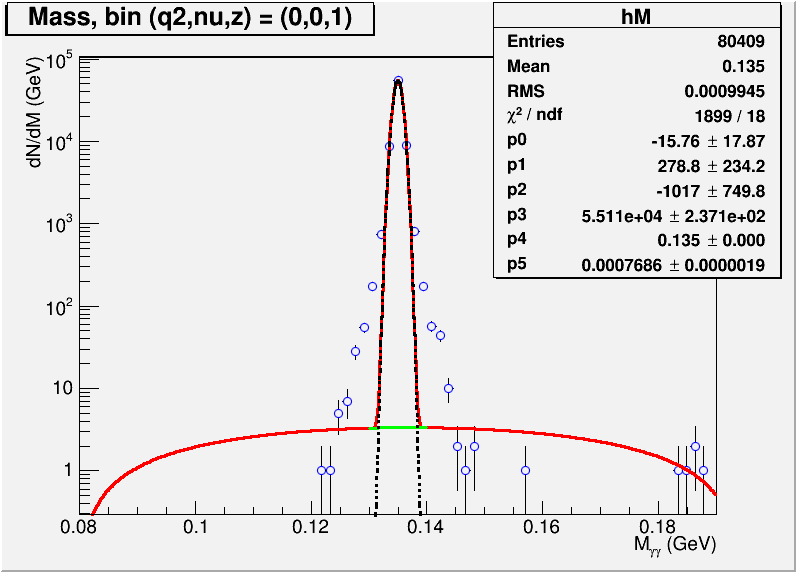 Mass, bin (q2,nu,z) = (0,0,1)
hM
Entries 80409
Mean 0.135
RMS 0.0009945
χ² / ndf 1899 / 18
p0 -15.76 ± 17.87
p1 278.8 ± 234.2
p2 -1017 ± 749.8
p3 5.511e+04 ± 2.371e+02
p4 0.135 ± 0.000
p5 0.0007686 ± 0.0000019
dN/dM (GeV)
10⁵
10⁴
10³
10²
10
1
0.08 0.1 0.12 0.14 0.16 0.18
Mγγ (GeV)